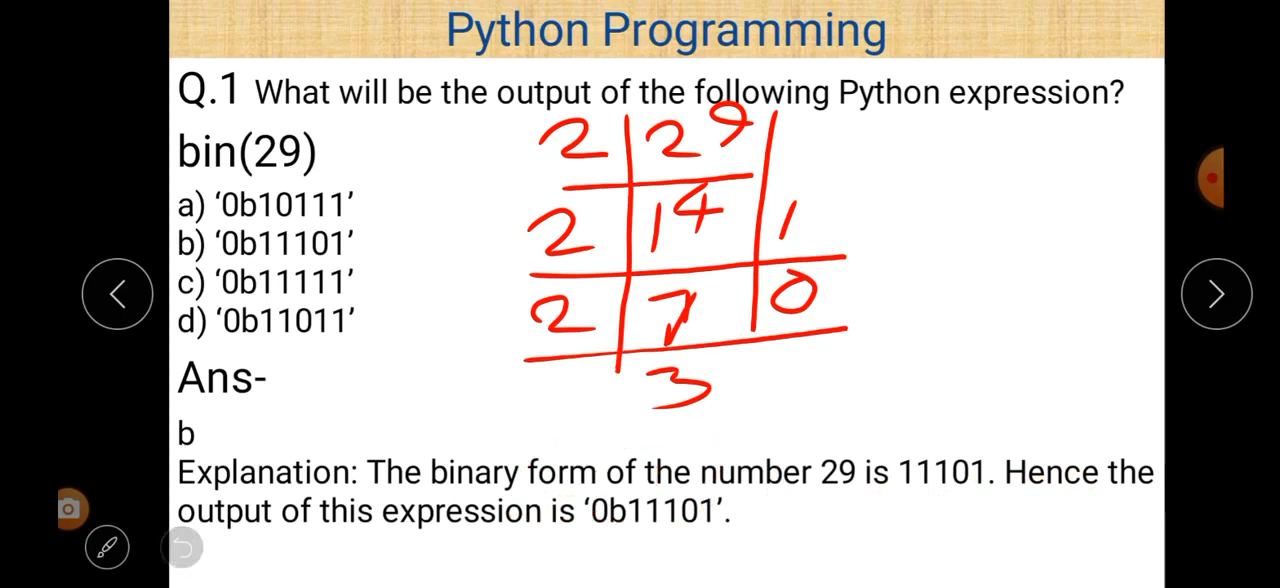 Python Programming
Q.1 What will be the output of the following Python expression?
bin(29)
a) ‘0b10111’
b) ‘0b11101’
c) ‘0b11111’
d) ‘0b11011’
2 29
2 14 1
2 7 0
3
Ans-
b
Explanation: The binary form of the number 29 is 11101. Hence the
output of this expression is ‘0b11101’.